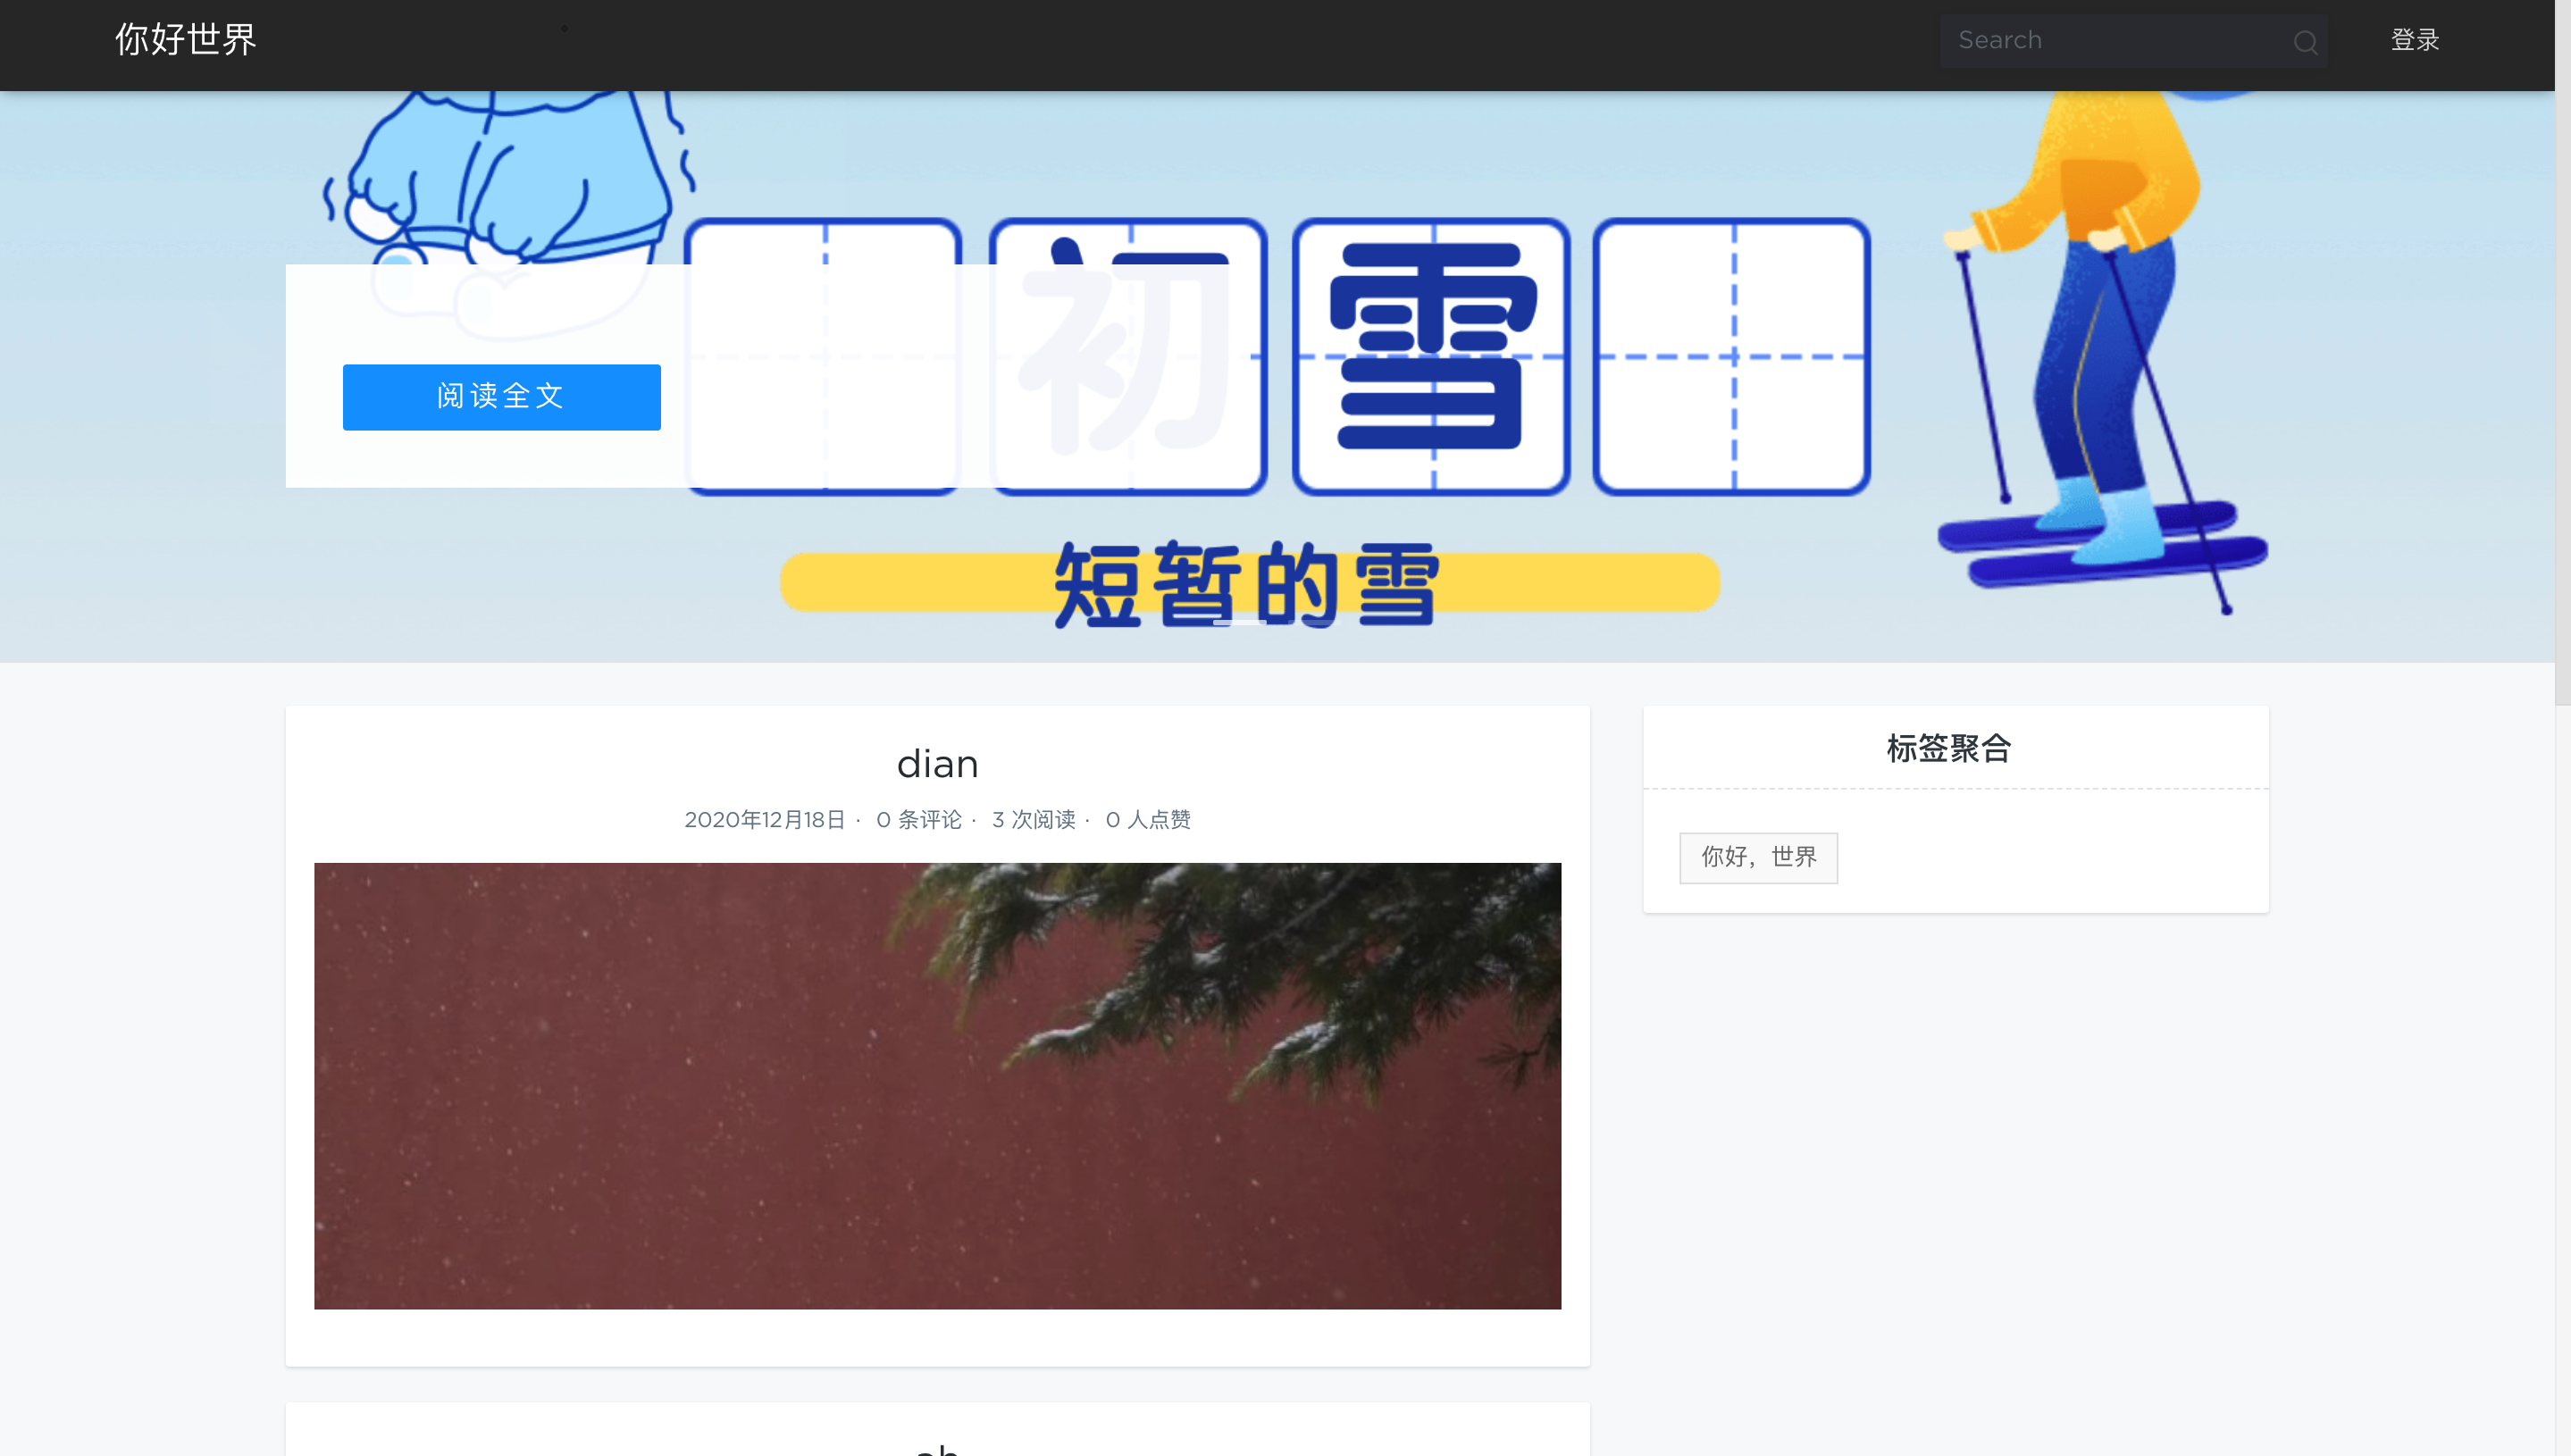 你好世界
Search
登录
初雪
阅读全文
短暂的雪
dian
2020年12月18日 · 0 条评论 · 3 次阅读 · 0 人点赞
标签聚合
你好，世界